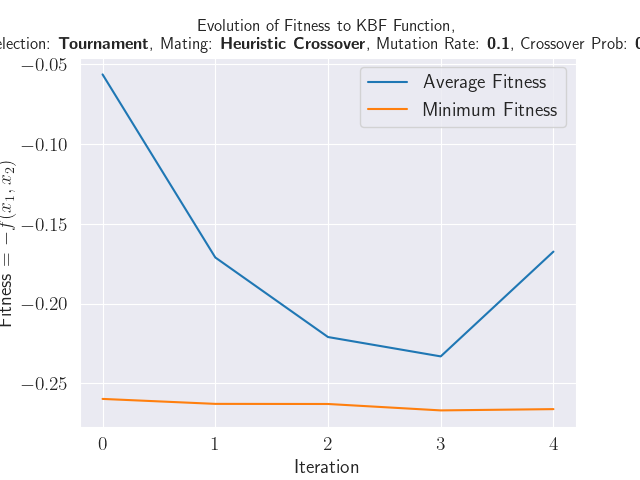 Evolution of Fitness to KBF Function,
election: Tournament, Mating: Heuristic Crossover, Mutation Rate: 0.1, Crossover Prob: 0
Average Fitness
Minimum Fitness
Fitness = −f(x₁, x₂)
−0.05
−0.10
−0.15
−0.20
−0.25
0 1 2 3 4
Iteration